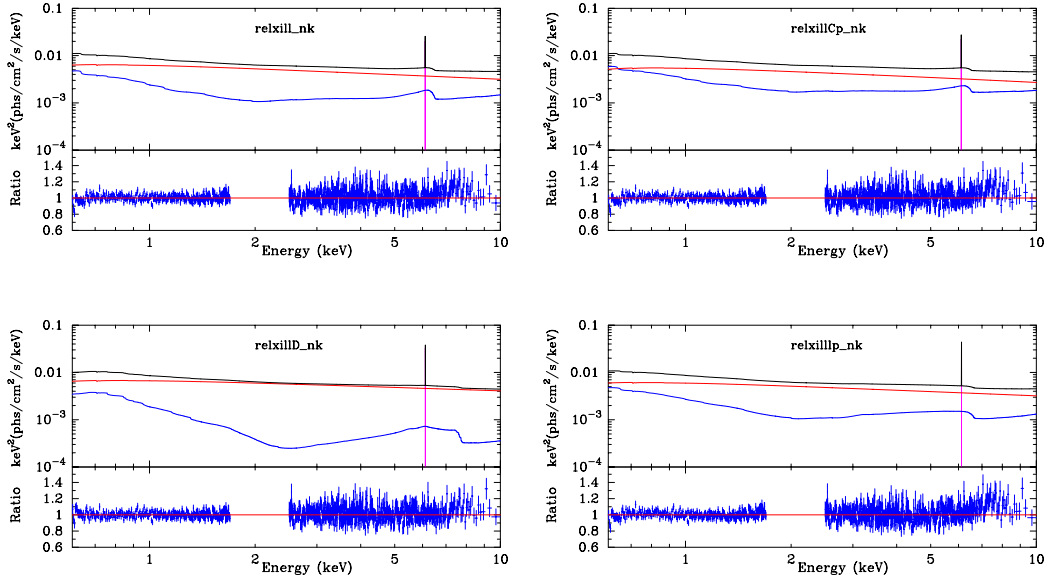 relxill_nk
keV²(phs/cm²/s/keV)
0.1
0.01
10⁻³
10⁻⁴
Ratio
1.4
1.2
1
0.8
0.6
1 2 5 10
Energy (keV)
relxillCp_nk
keV²(phs/cm²/s/keV)
0.1
0.01
10⁻³
10⁻⁴
Ratio
1.4
1.2
1
0.8
0.6
1 2 5 10
Energy (keV)
relxillD_nk
keV²(phs/cm²/s/keV)
0.1
0.01
10⁻³
10⁻⁴
Ratio
1.4
1.2
1
0.8
0.6
1 2 5 10
Energy (keV)
relxilllp_nk
keV²(phs/cm²/s/keV)
0.1
0.01
10⁻³
10⁻⁴
Ratio
1.4
1.2
1
0.8
0.6
1 2 5 10
Energy (keV)